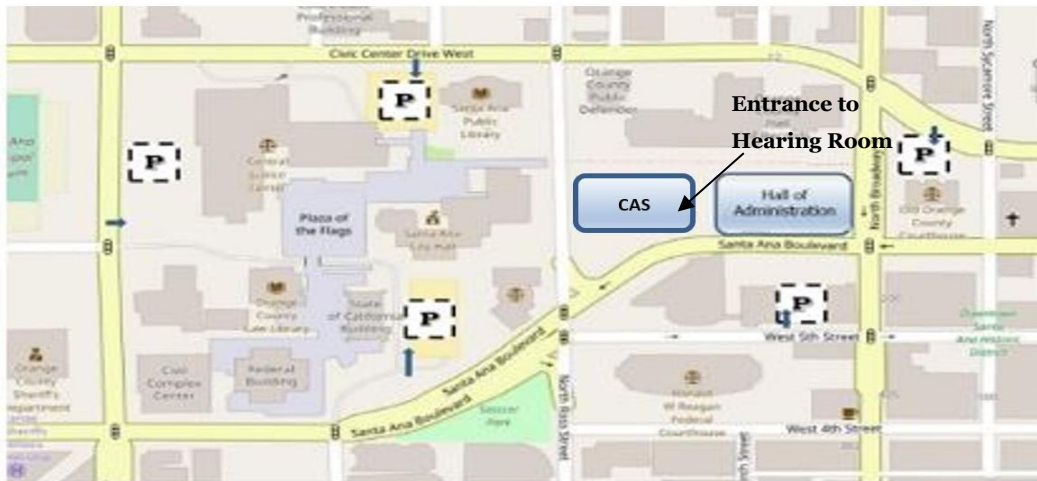 Professional
Building
Civic Center Drive West
P
Santa Ana
Public
Library
Orange
County
Public
Defender
Entrance to
Hearing Room
North Sycamore Street
P
P
CAS
Hall of
Administration
North Broadway
Old Orange
County
Courthouse
Plaza of
the Flags
Santa Ana
City Hall
Santa Ana Boulevard
Orange
County
Law Library
State
of California
Building
P
P
West 5th Street
Downtown
Santa
Ana Historic
District
Orange
County
Sheriff's
Department
Civil
Complex
Center
Federal
Building
Santa Ana Boulevard
Santa Ana Boulevard
North Ross Street
Ronald
W Reagan
Federal
Courthouse
West 4th Street